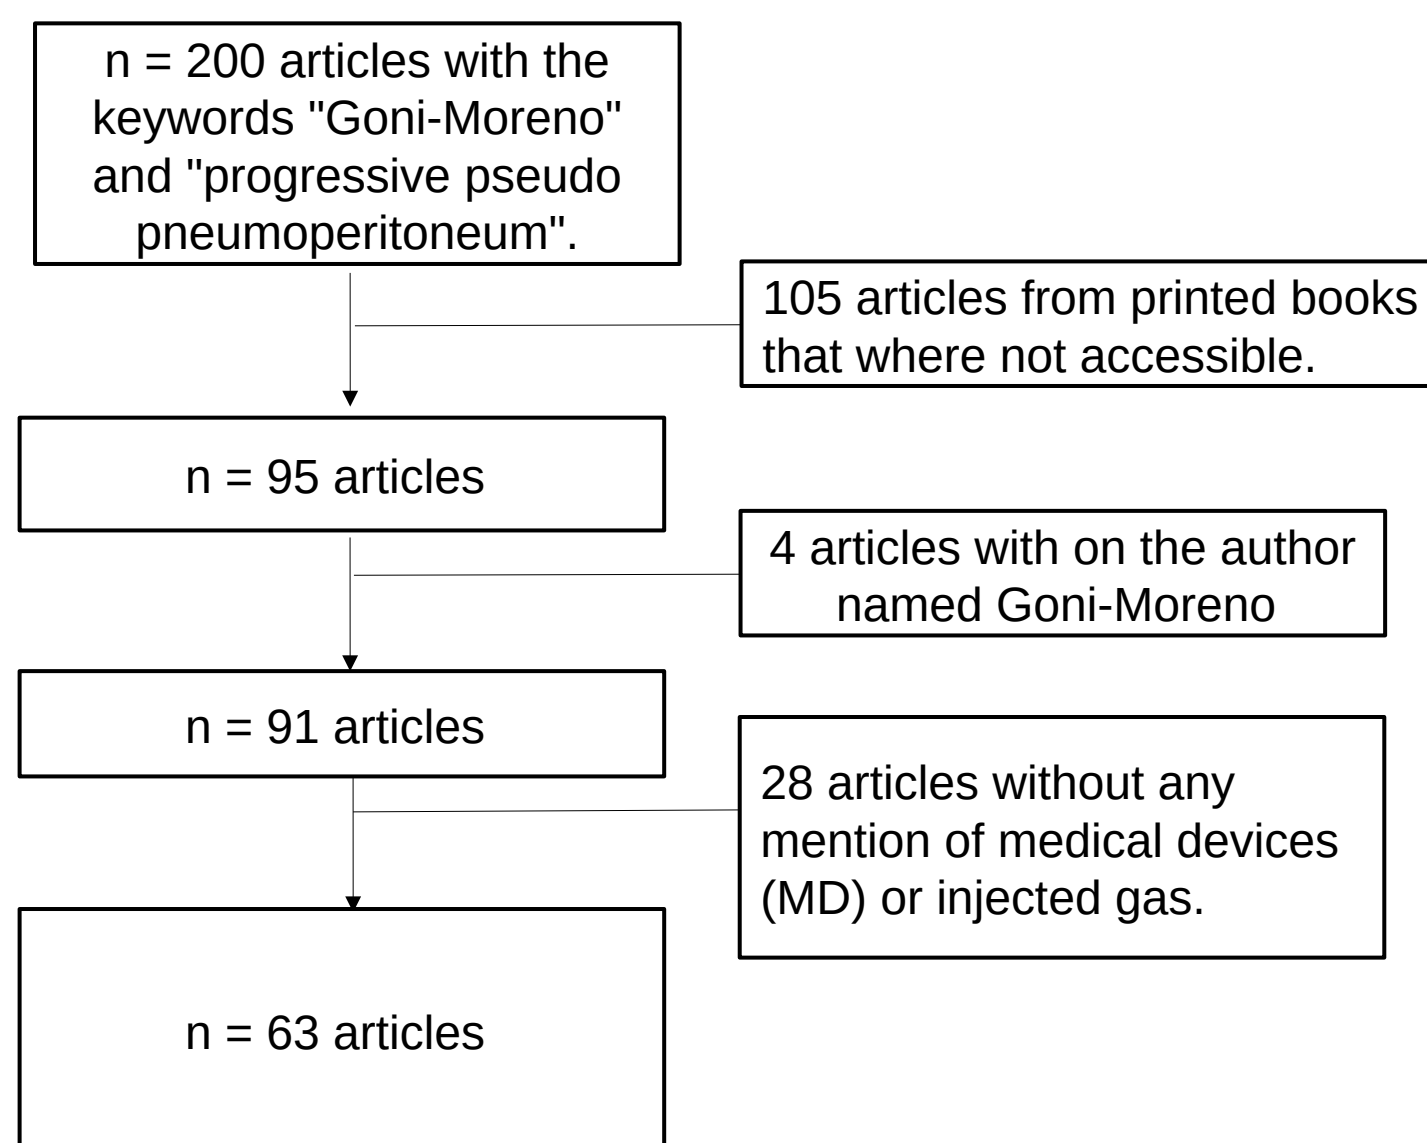 n = 200 articles with the
keywords "Goni-Moreno"
and "progressive pseudo
pneumoperitoneum".
105 articles from printed books
that where not accessible.
n = 95 articles
4 articles with on the author
named Goni-Moreno
n = 91 articles
28 articles without any
mention of medical devices
(MD) or injected gas.
n = 63 articles